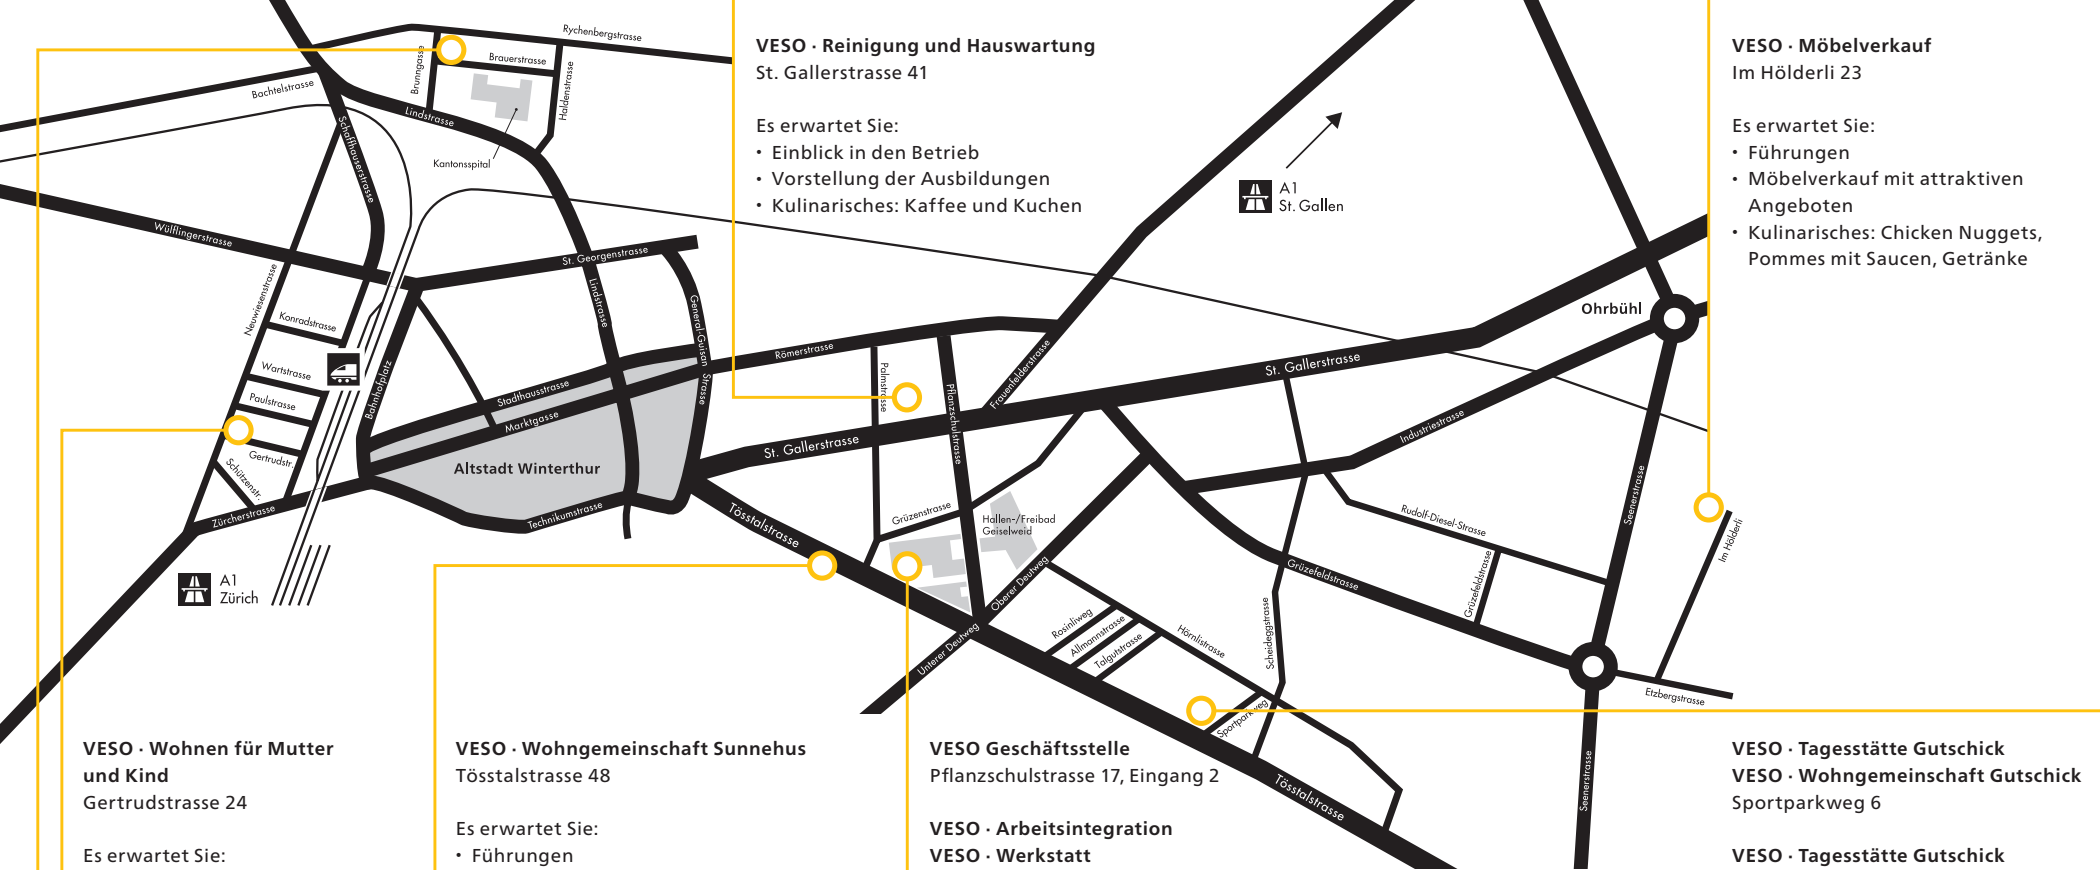 VESO · Reinigung und Hauswartung
St. Gallerstrasse 41
Es erwartet Sie:
• Einblick in den Betrieb
• Vorstellung der Ausbildungen
• Kulinarisches: Kaffee und Kuchen
VESO · Möbelverkauf
Im Hölderli 23
Es erwartet Sie:
• Führungen
• Möbelverkauf mit attraktiven
Angeboten
• Kulinarisches: Chicken Nuggets,
Pommes mit Saucen, Getränke
Rychenbergstrasse
Brunngasse
Brauerstrasse
Haldenstrasse
Bachtelstrasse
Lindstrasse
Schaffhauserstrasse
Kantonsspital
A1
St. Gallen
Wülflingerstrasse
St. Georgenstrasse
Neuwiesenstrasse
Lindstrasse
General-Guisan Strasse
Konradstrasse
Ohrbühl
Römerstrasse
Wartstrasse
Bahnhofplatz
Palmstrasse
Pflanzschulstrasse
Frauenfelderstrasse
St. Gallerstrasse
Stadthausstrasse
Paulstrasse
Marktgasse
Industriestrasse
St. Gallerstrasse
Gertrudstr.
Schützenstr.
Altstadt Winterthur
Seenerstrasse
Zürcherstrasse
Technikumstrasse
Tösstalstrasse
Grüzenstrasse
Hallen-/Freibad
Geiselweid
Rudolf-Diesel-Strasse
Im Hölderli
A1
Zürich
Oberer Deutweg
Grüzefeldstrasse
Grüzefeldstrasse
Unterer Deutweg
Rosinliweg
Allmannstrasse
Talgutstrasse
Hörnlistrasse
Scheideggstrasse
Etzbergstrasse
Sportparkweg
Tösstalstrasse
Seenerstrasse
VESO · Wohnen für Mutter
und Kind
Gertrudstrasse 24
Es erwartet Sie:
VESO · Wohngemeinschaft Sunnehus
Tösstalstrasse 48
Es erwartet Sie:
• Führungen
VESO Geschäftsstelle
Pflanzschulstrasse 17, Eingang 2
VESO · Arbeitsintegration
VESO · Werkstatt
VESO · Tagesstätte Gutschick
VESO · Wohngemeinschaft Gutschick
Sportparkweg 6
VESO · Tagesstätte Gutschick